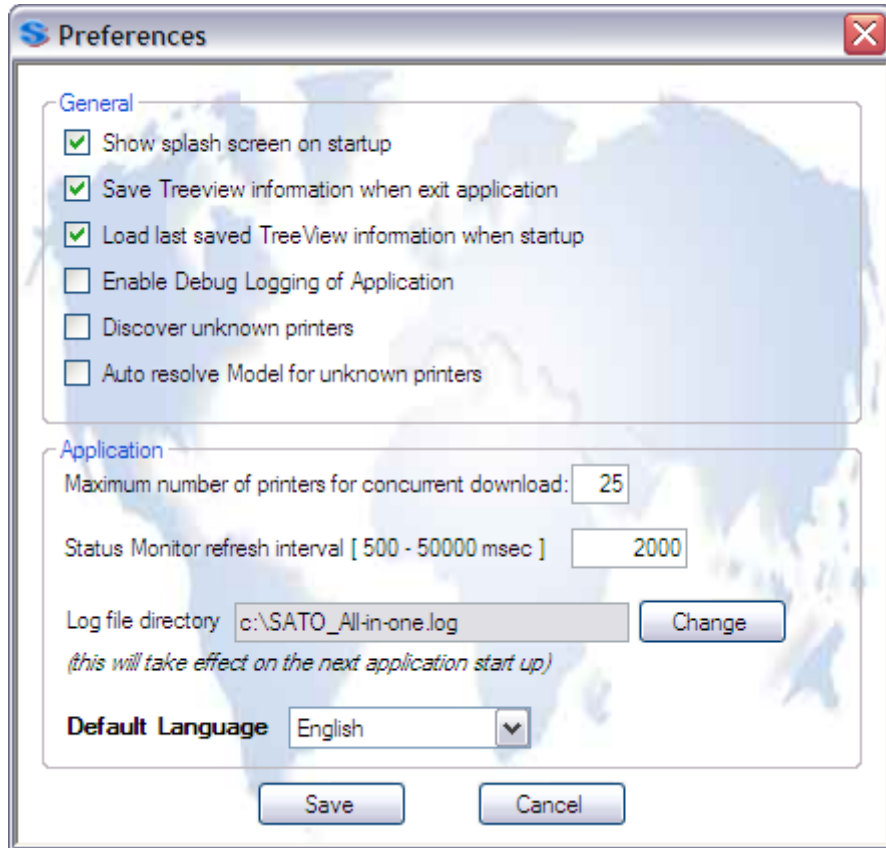 Preferences
General
Show splash screen on startup
Save Treeview information when exit application
Load last saved TreeView information when startup
Enable Debug Logging of Application
Discover unknown printers
Auto resolve Model for unknown printers
Application
Maximum number of printers for concurrent download: 25
Status Monitor refresh interval [ 500 - 50000 msec ] 2000
Log file directory c:\SATO_All-in-one.log Change
(this will take effect on the next application start up)
Default Language English
Save Cancel